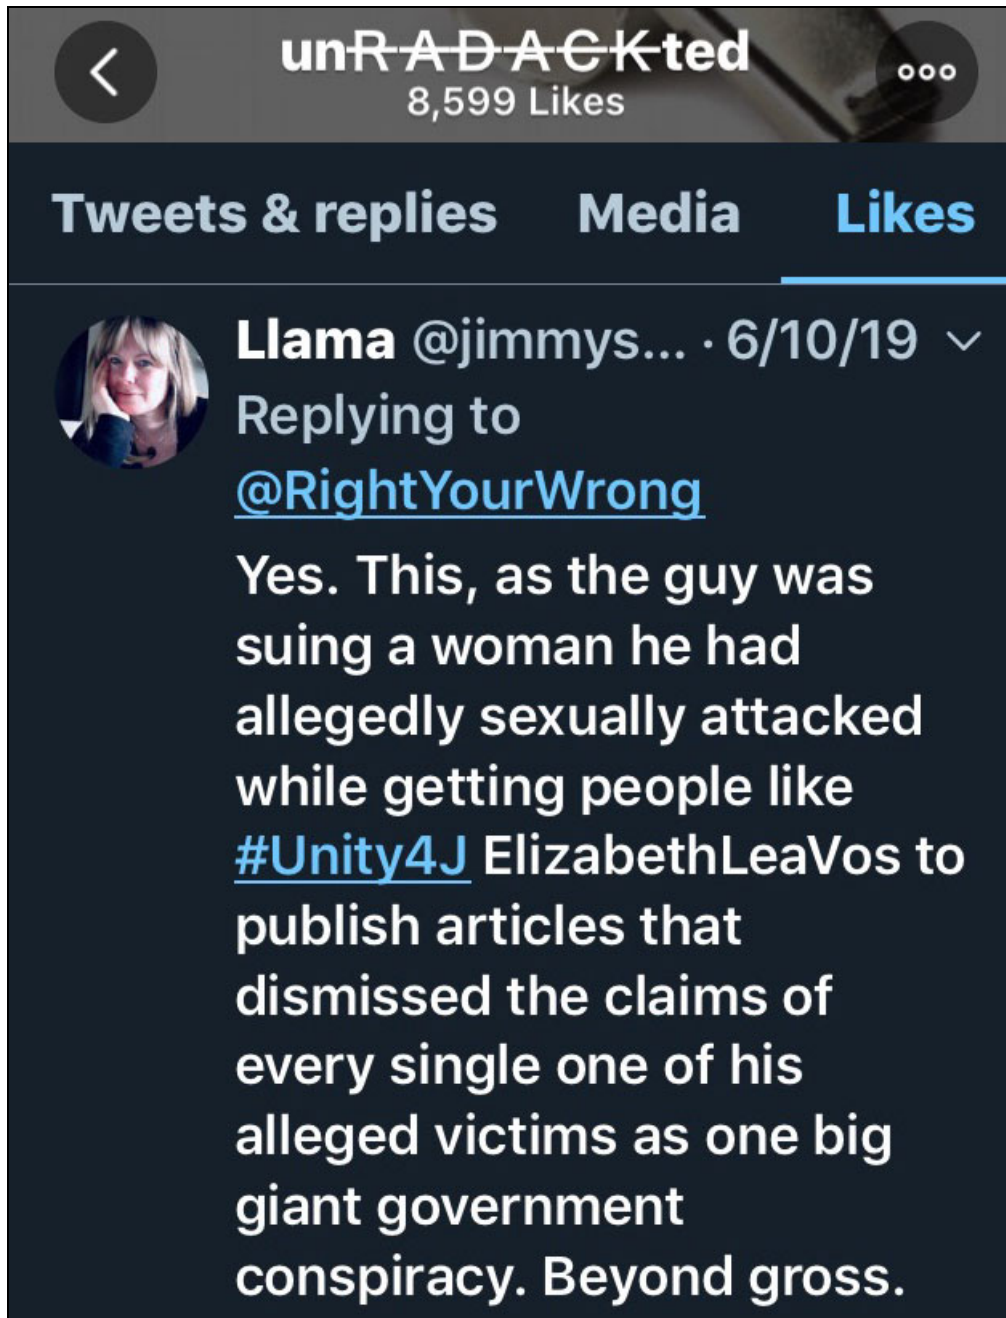 unRADACKted
8,599 Likes
Tweets & replies Media Likes
Llama @jimmys... · 6/10/19
Replying to
@RightYourWrong
Yes. This, as the guy was
suing a woman he had
allegedly sexually attacked
while getting people like
#Unity4J ElizabethLeaVos to
publish articles that
dismissed the claims of
every single one of his
alleged victims as one big
giant government
conspiracy. Beyond gross.